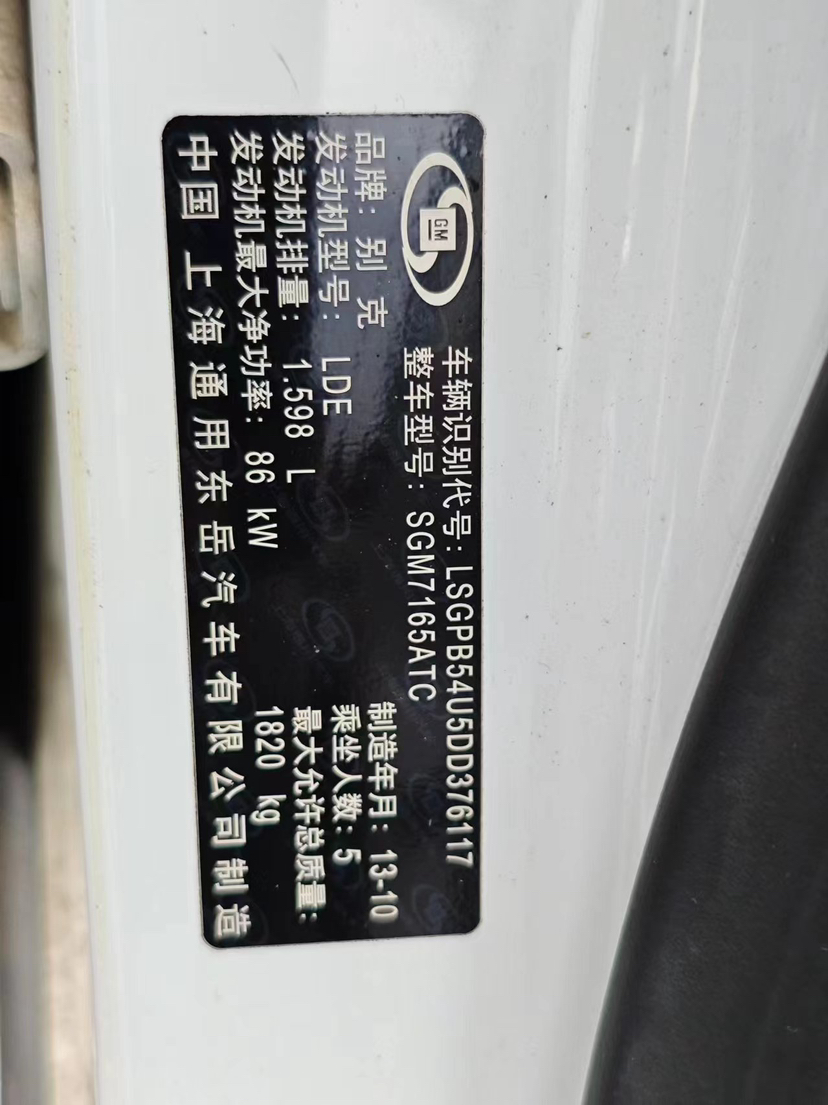 GM
车辆识别代号：LSGPB54U5DD376117
整车型号：SGM7165ATC
品牌：别克
制造年月：13-10
发动机型号：LDE
乘坐人数：5
发动机排量：1.598 L
最大允许总质量：
发动机最大净功率：86 kW
1820 kg
中国 上海通用东岳汽车有限公司制造